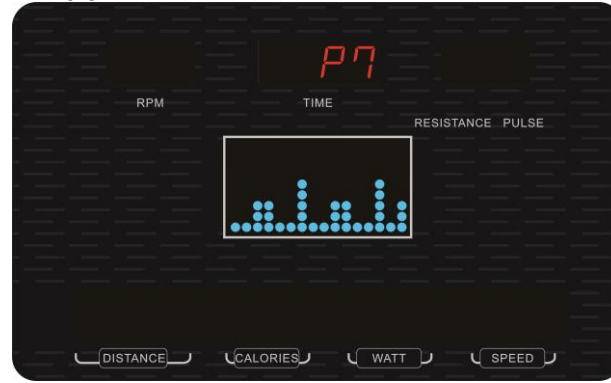 P7
RPM TIME
RESISTANCE PULSE
DISTANCE CALORIES WATT SPEED